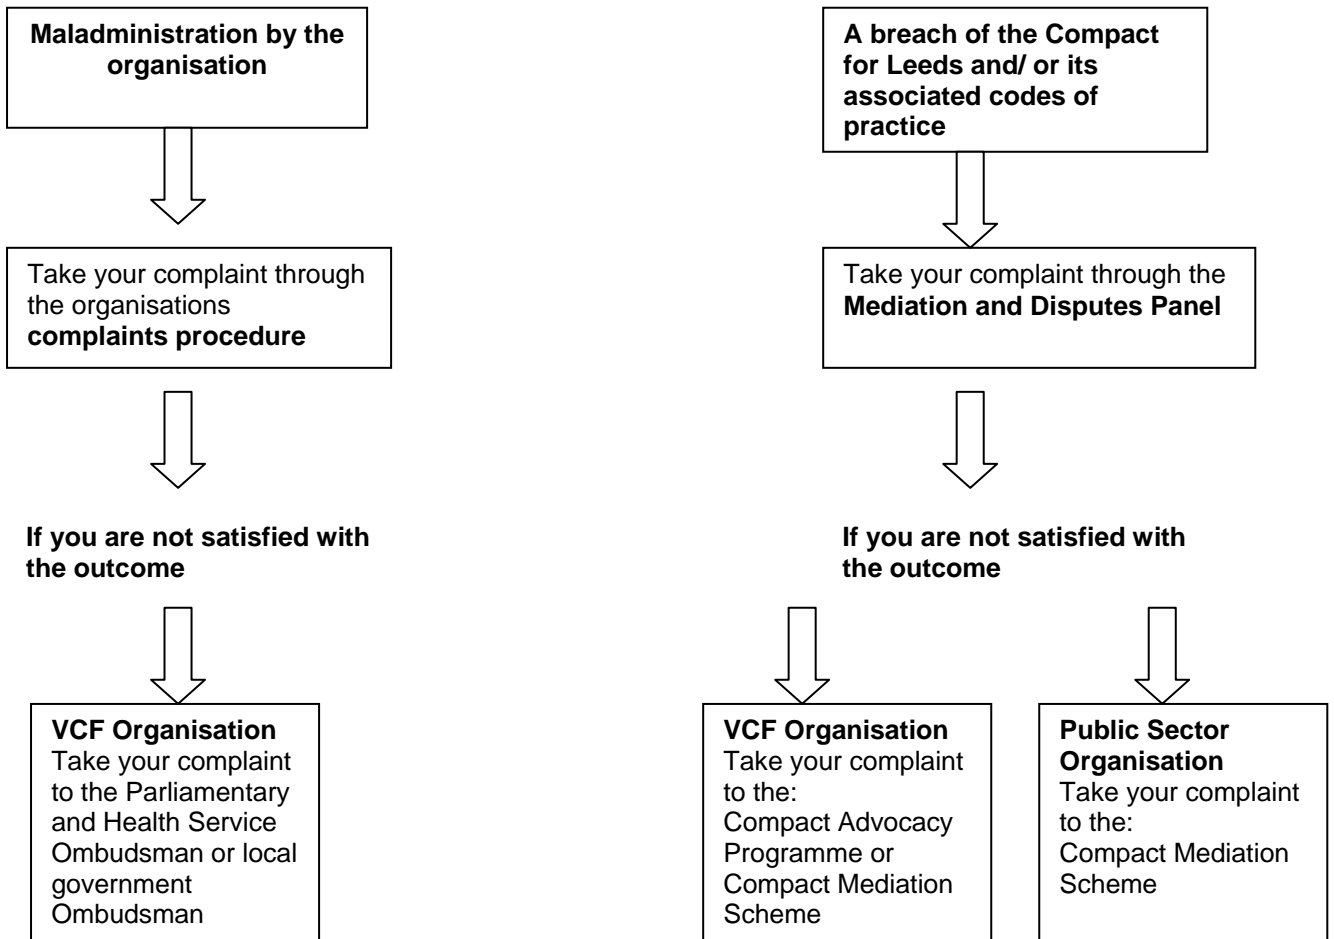 Maladministration by the
organisation
Take your complaint through
the organisations
complaints procedure
If you are not satisfied with
the outcome
VCF Organisation
Take your complaint
to the Parliamentary
and Health Service
Ombudsman or local
government
Ombudsman
A breach of the Compact
for Leeds and/ or its
associated codes of
practice
Take your complaint through the
Mediation and Disputes Panel
If you are not satisfied with
the outcome
VCF Organisation
Take your complaint
to the:
Compact Advocacy
Programme or
Compact Mediation
Scheme
Public Sector
Organisation
Take your complaint
to the:
Compact Mediation
Scheme